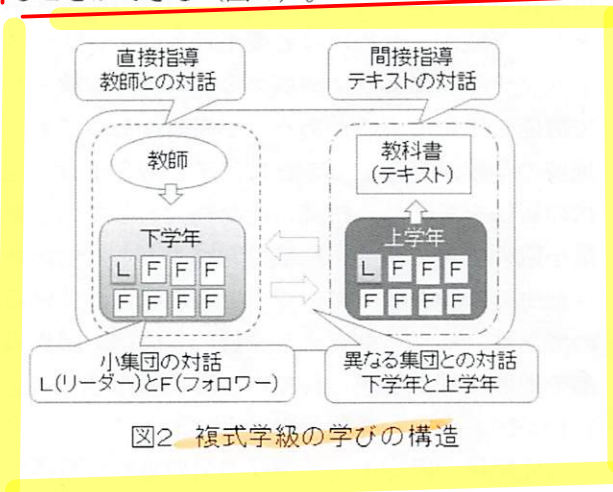 直接指導
教師との対話
間接指導
テキストの対話
教師
教科書
(テキスト)
下学年
L F F F
F F F F
上学年
L F F F
F F F F
小集団の対話
L(リーダー)とF(フォロワー)
異なる集団との対話
下学年と上学年
図2 複式学級の学びの構造